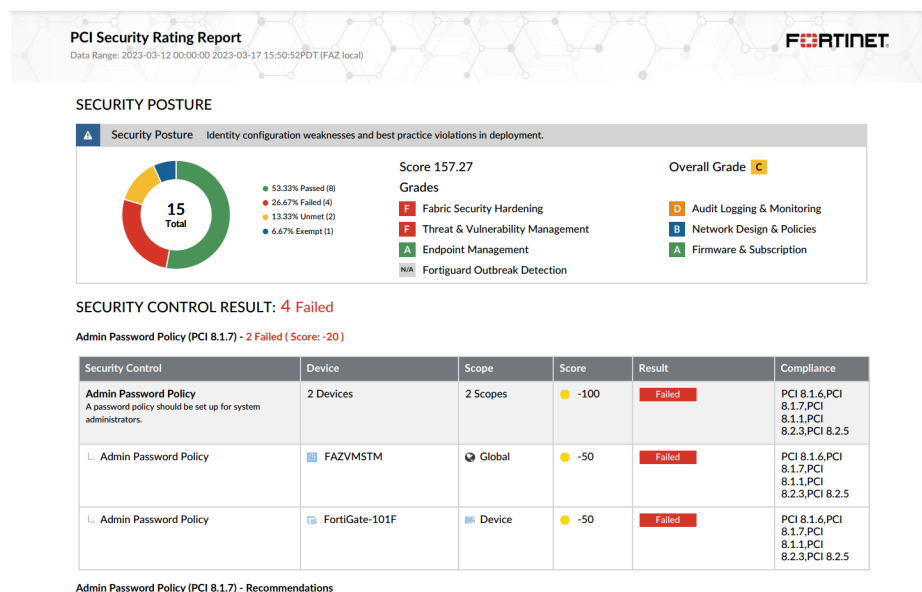 PCI Security Rating Report
Data Range: 2023-03-12 00:00:00 2023-03-17 15:50:52PDT (FAZ local)
FORTINET
SECURITY POSTURE
Security Posture Identity configuration weaknesses and best practice violations in deployment.
15
Total
53.33% Passed (8)
26.67% Failed (4)
13.33% Unmet (2)
6.67% Exempt (1)
Score 157.27
Grades
F Fabric Security Hardening
F Threat & Vulnerability Management
A Endpoint Management
N/A Fortiguard Outbreak Detection
Overall Grade C
D Audit Logging & Monitoring
B Network Design & Policies
A Firmware & Subscription
SECURITY CONTROL RESULT: 4 Failed
Admin Password Policy (PCI 8.1.7) - 2 Failed ( Score: -20 )
Security Control Device Scope Score Result Compliance
Admin Password Policy 2 Devices 2 Scopes -100 Failed PCI 8.1.6,PCI
A password policy should be set up for system 8.1.7,PCI
administrators. 8.1.1,PCI
8.2.3,PCI 8.2.5
Admin Password Policy FAZVMSTM Global -50 Failed PCI 8.1.6,PCI
8.1.7,PCI
8.1.1,PCI
8.2.3,PCI 8.2.5
Admin Password Policy FortiGate-101F Device -50 Failed PCI 8.1.6,PCI
8.1.7,PCI
8.1.1,PCI
8.2.3,PCI 8.2.5
Admin Password Policy (PCI 8.1.7) - Recommendations